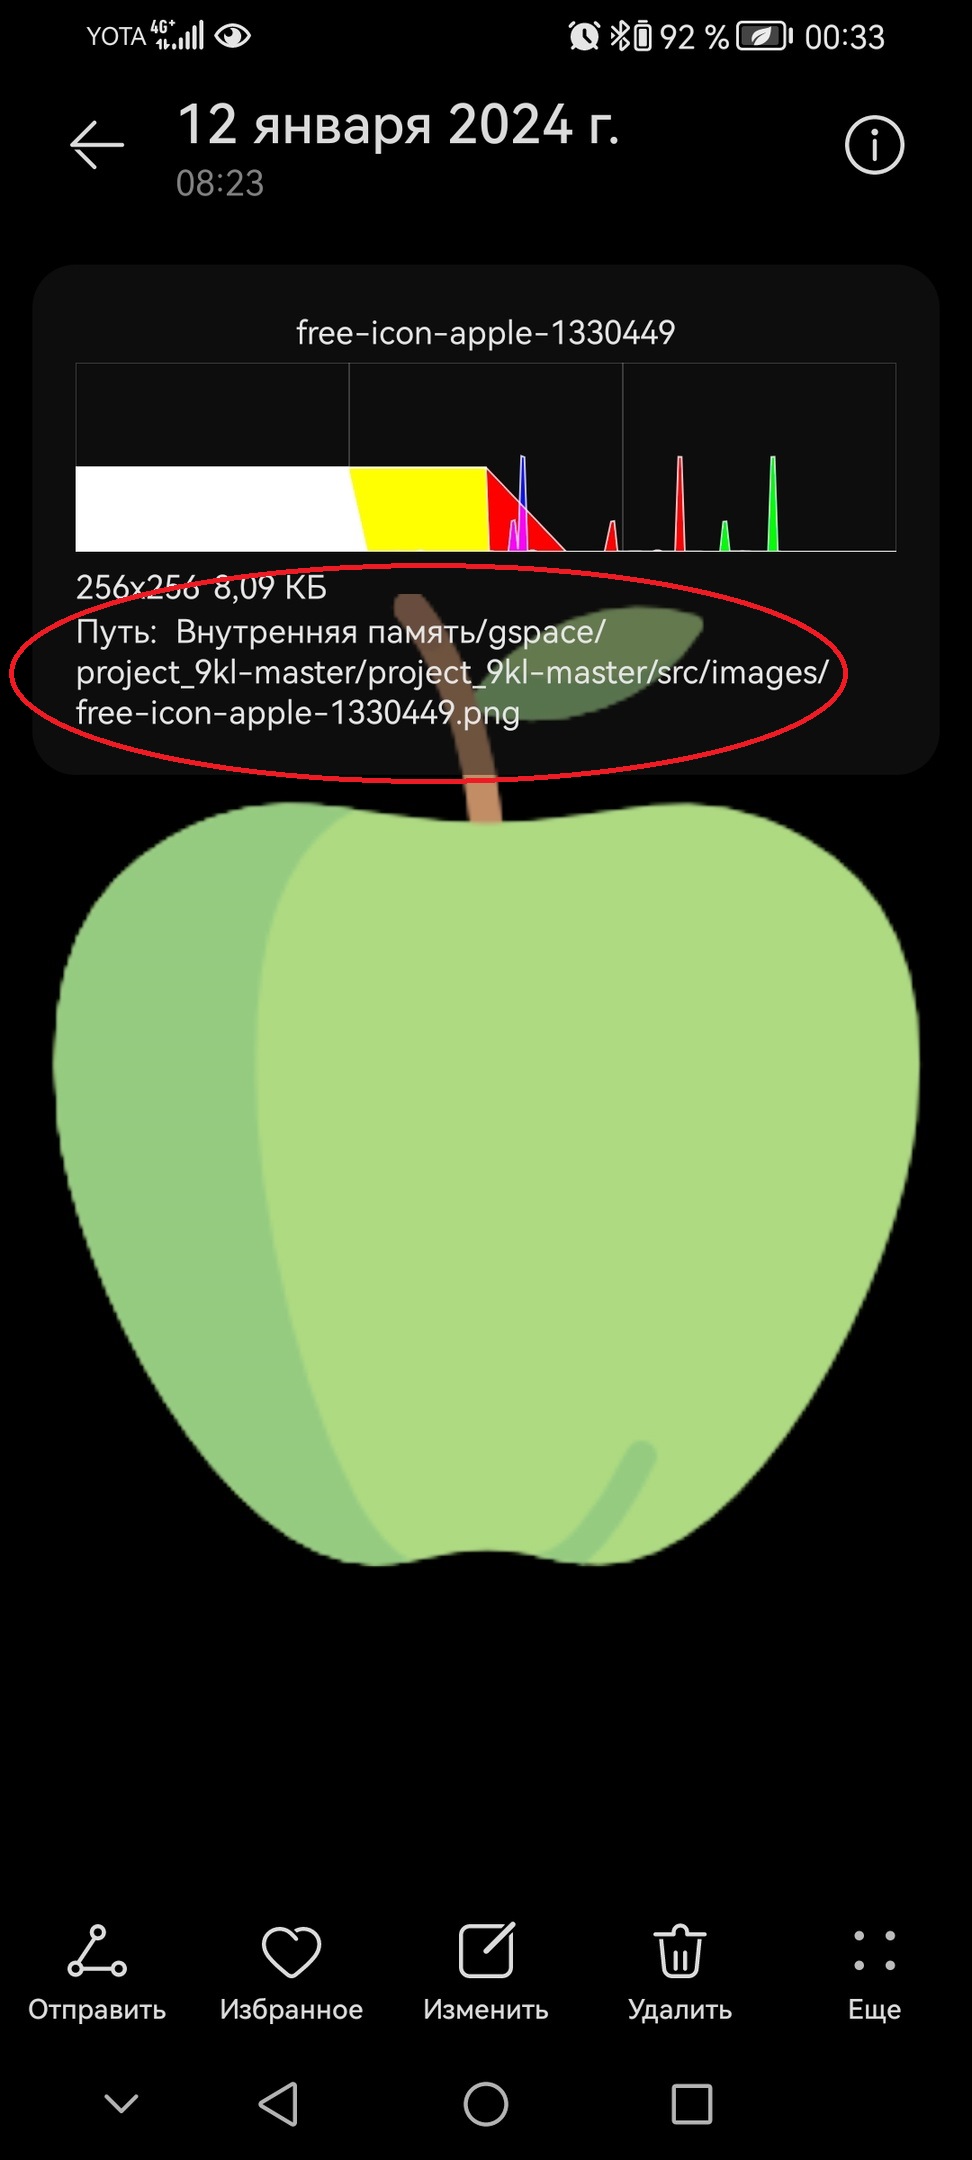 YOTA 4G+ 92 % 00:33
12 января 2024 г.
08:23
free-icon-apple-1330449
256x256 8,09 КБ
Путь: Внутренняя память/gspace/
project_9kl-master/project_9kl-master/src/images/
free-icon-apple-1330449.png
Отправить Избранное Изменить Удалить Еще